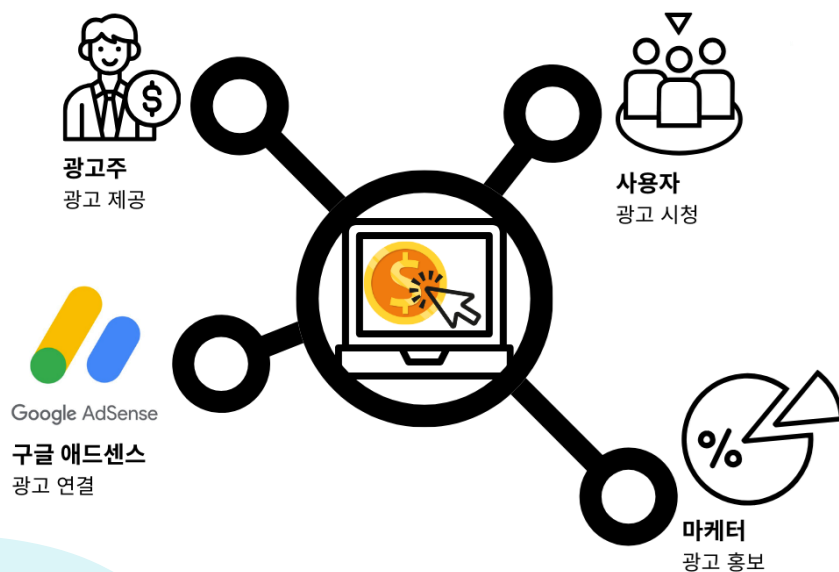 광고주
광고 제공
$
사용자
광고 시청
$
Google AdSense
구글 애드센스
광고 연결
%
마케터
광고 홍보